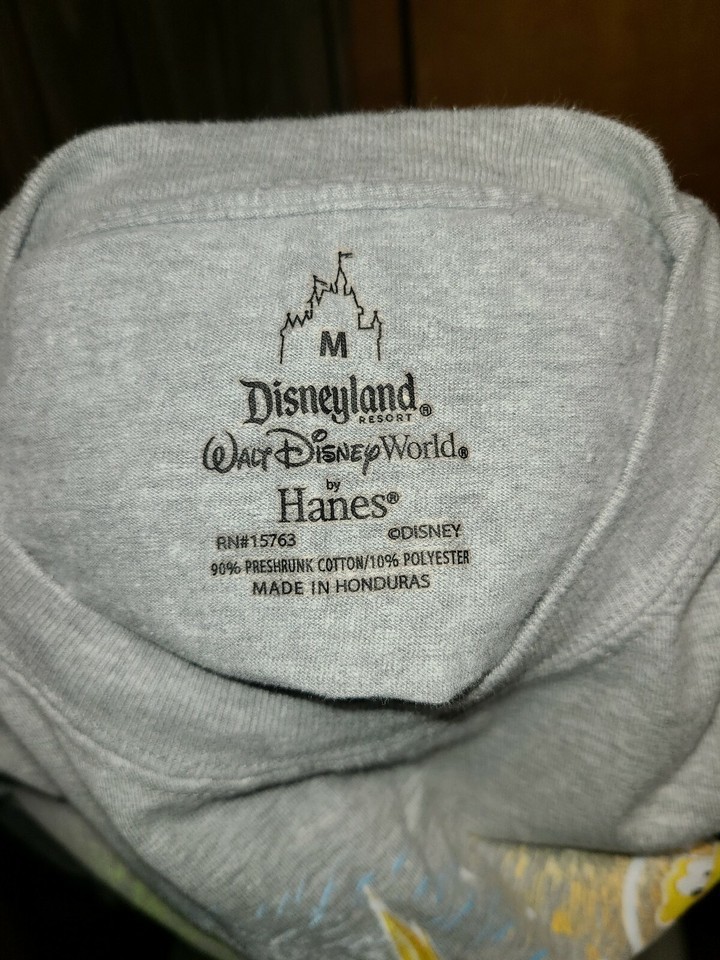 M
Disneyland®
RESORT
WALT DISNEY World®
by
Hanes®
RN#15763 ©DISNEY
90% PRESHRUNK COTTON/10% POLYESTER
MADE IN HONDURAS